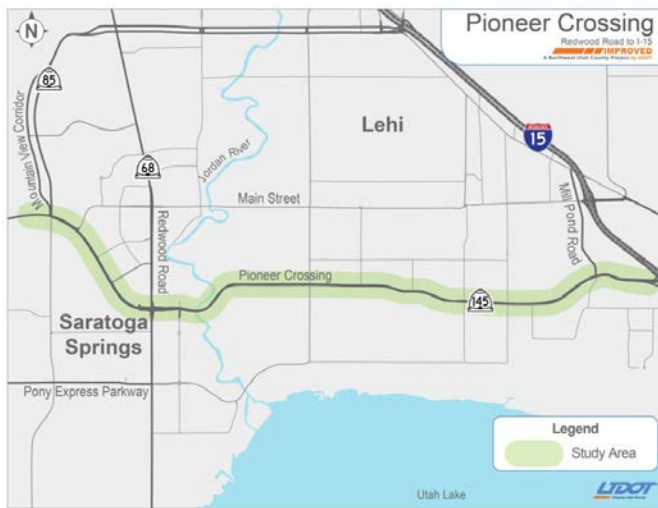 Pioneer Crossing
Redwood Road to I-15
IMPROVED
A Northwest Utah County Project by UDOT
N
85
Mountain View Corridor
68
Redwood Road
Jordan River
Lehi
15
Mill Pond Road
Main Street
Pioneer Crossing
145
Saratoga
Springs
Pony Express Parkway
Legend
Study Area
Utah Lake
UDOT